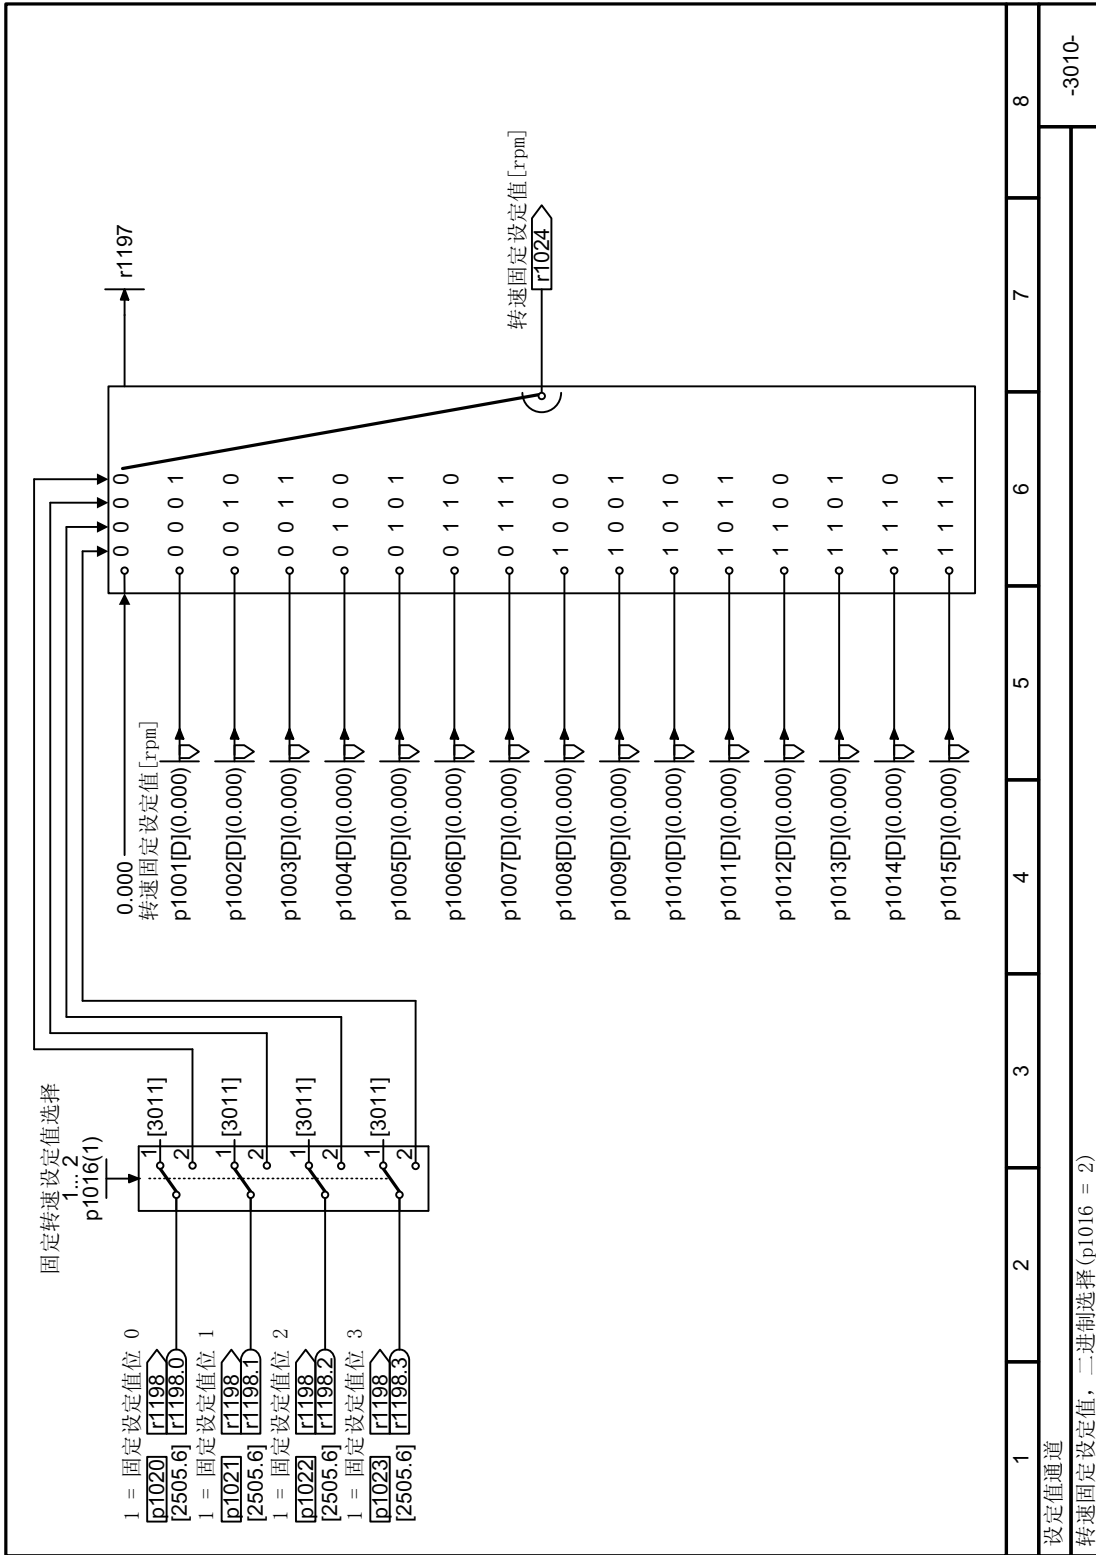 固定转速设定值选择
1... 2
p1016(1)
1 = 固定设定值位 0
p1020 r1198
[2505.6] r1198.0
1 = 固定设定值位 1
p1021 r1198
[2505.6] r1198.1
1 = 固定设定值位 2
p1022 r1198
[2505.6] r1198.2
1 = 固定设定值位 3
p1023 r1198
[2505.6] r1198.3
1 [3011]
2
1 [3011]
2
1 [3011]
2
1 [3011]
2
0.000
转速固定设定值[rpm]
p1001[D](0.000)
p1002[D](0.000)
p1003[D](0.000)
p1004[D](0.000)
p1005[D](0.000)
p1006[D](0.000)
p1007[D](0.000)
p1008[D](0.000)
p1009[D](0.000)
p1010[D](0.000)
p1011[D](0.000)
p1012[D](0.000)
p1013[D](0.000)
p1014[D](0.000)
p1015[D](0.000)
0 0 0 0
0 0 0 1
0 0 1 0
0 0 1 1
0 1 0 0
0 1 0 1
0 1 1 0
0 1 1 1
1 0 0 0
1 0 0 1
1 0 1 0
1 0 1 1
1 1 0 0
1 1 0 1
1 1 1 0
1 1 1 1
r1197
转速固定设定值[rpm]
r1024
1 2 3 4 5 6 7 8
设定值通道
转速固定设定值, 二进制选择(p1016 = 2)
-3010-